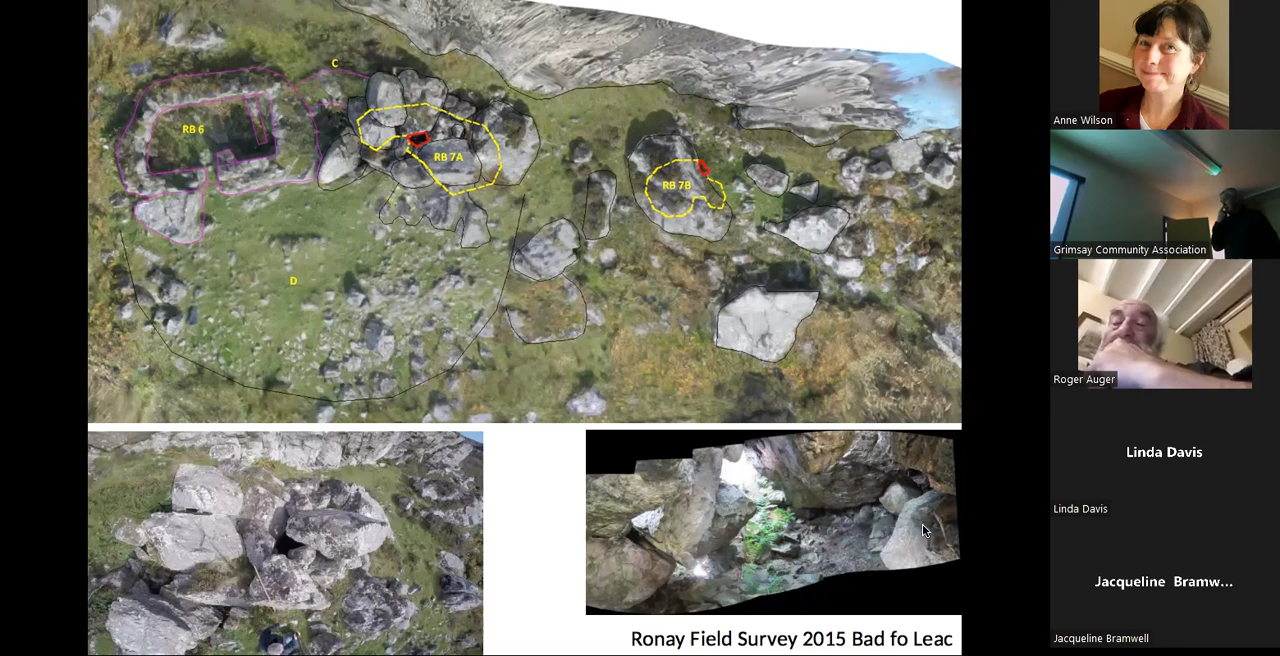 C
RB 6
RB 7A
RB 7B
D
Ronay Field Survey 2015 Bad fo Leac
Anne Wilson
Grimsay Community Association
Roger Auger
Linda Davis
Linda Davis
Jacqueline Bramw...
Jacqueline Bramwell